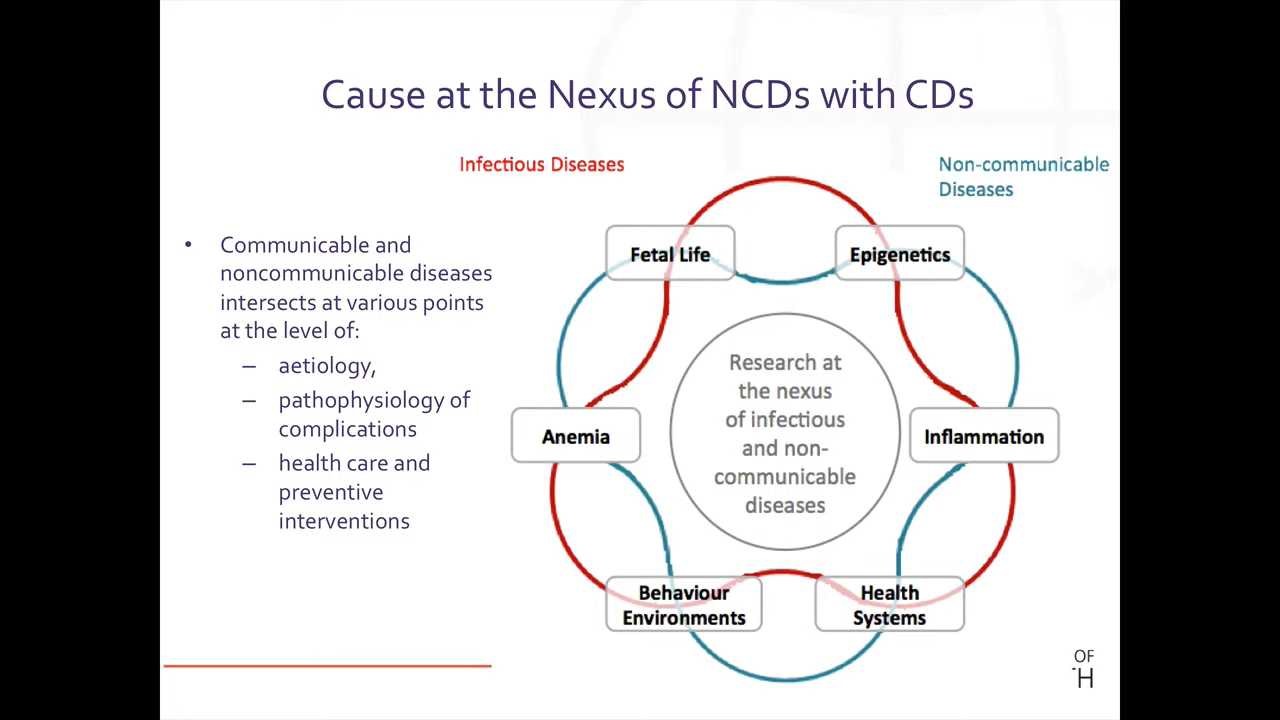 Cause at the Nexus of NCDs with CDs
Infectious Diseases
Non-communicable
Diseases
• Communicable and
noncommunicable diseases
intersects at various points
at the level of:
– aetiology,
– pathophysiology of
complications
– health care and
preventive
interventions
Fetal Life
Epigenetics
Anemia
Research at
the nexus
of infectious
and non-
communicable
diseases
Inflammation
Behaviour
Environments
Health
Systems
OF
H